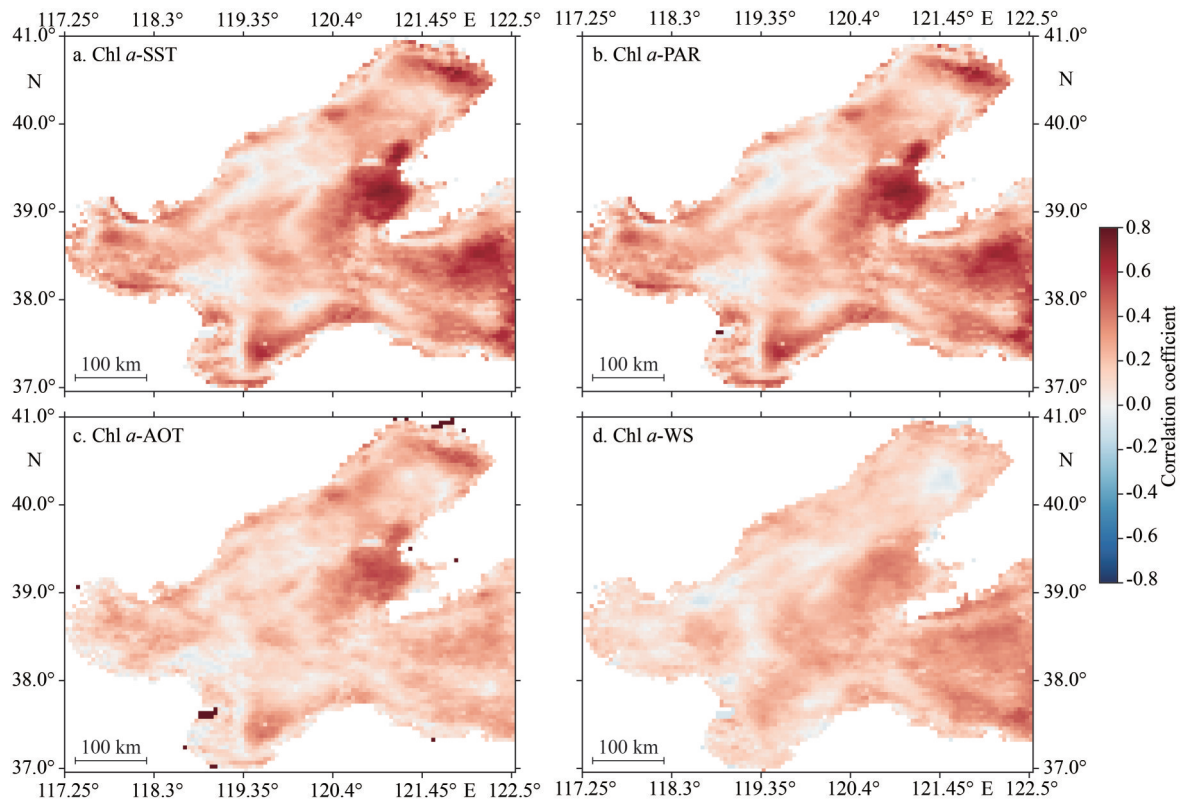 117.25° 118.3° 119.35° 120.4° 121.45° E 122.5°
117.25° 118.3° 119.35° 120.4° 121.45° E 122.5°
41.0°
N
40.0°
39.0°
38.0°
37.0°
a. Chl a-SST
100 km
b. Chl a-PAR
100 km
41.0°
N
40.0°
39.0°
38.0°
37.0°
41.0°
N
40.0°
39.0°
38.0°
37.0°
c. Chl a-AOT
100 km
d. Chl a-WS
100 km
41.0°
N
40.0°
39.0°
38.0°
37.0°
117.25° 118.3° 119.35° 120.4° 121.45° E 122.5°
117.25° 118.3° 119.35° 120.4° 121.45° E 122.5°
0.8
0.6
0.4
0.2
0.0
-0.2
-0.4
-0.6
-0.8
Correlation coefficient